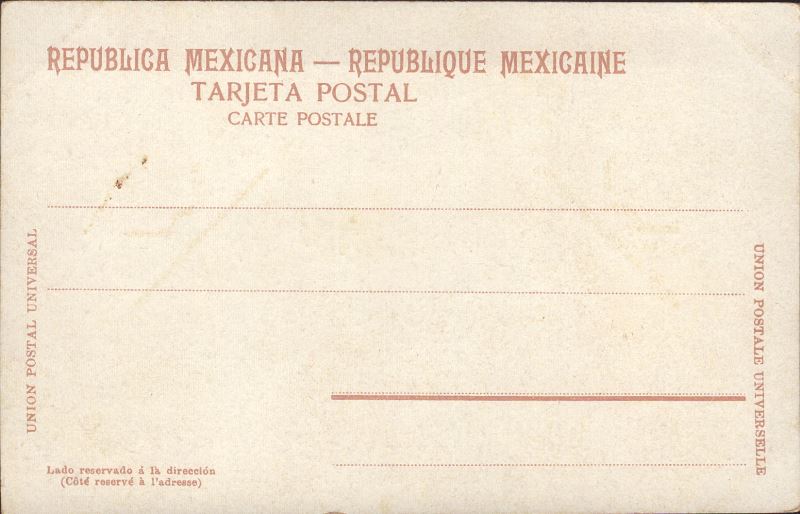 REPUBLICA MEXICANA — REPUBLIQUE MEXICAINE
TARJETA POSTAL
CARTE POSTALE
UNION POSTAL UNIVERSAL
UNION POSTALE UNIVERSELLE
Lado reservado á la dirección
(Côté reservé à l'adresse)